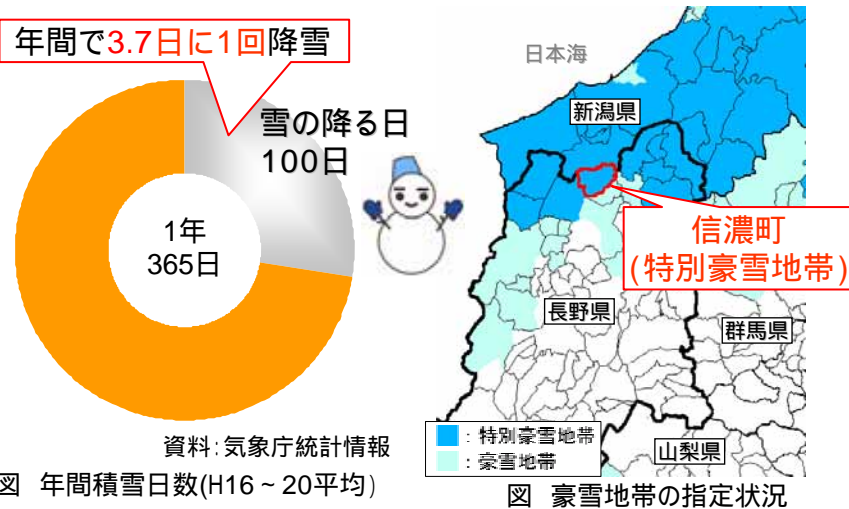 年間で3.7日に1回降雪
雪の降る日
100日
1年
365日
資料：気象庁統計情報
図　年間積雪日数(H16～20平均)
日本海
新潟県
信濃町
(特別豪雪地帯)
長野県
群馬県
山梨県
：特別豪雪地帯
：豪雪地帯
図　豪雪地帯の指定状況